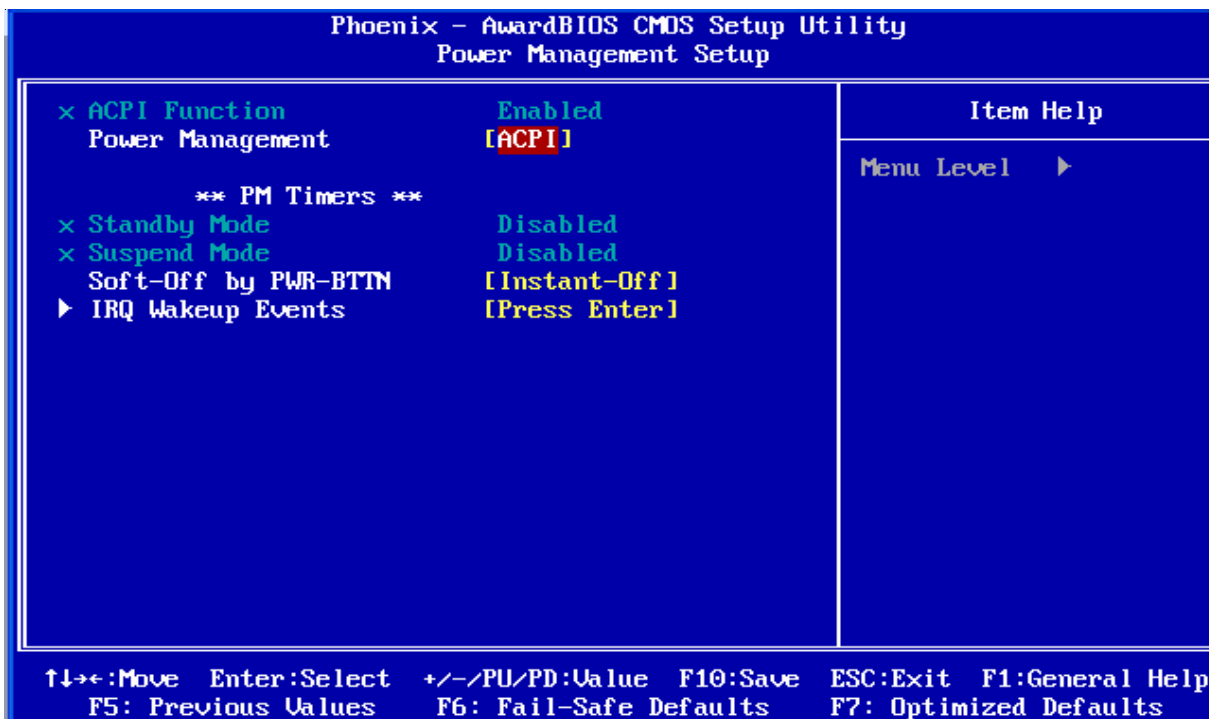 Phoenix - AwardBIOS CMOS Setup Utility
Power Management Setup
x ACPI Function Enabled
Power Management [ACPI]
** PM Timers **
x Standby Mode Disabled
x Suspend Mode Disabled
Soft-Off by PWR-BTTN [Instant-Off]
▶ IRQ Wakeup Events [Press Enter]
Item Help
Menu Level ▶
↑↓→←:Move Enter:Select +/-/PU/PD:Value F10:Save ESC:Exit F1:General Help
F5: Previous Values F6: Fail-Safe Defaults F7: Optimized Defaults